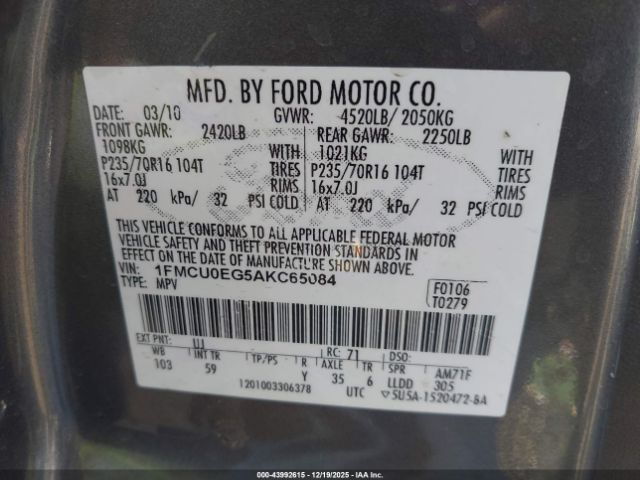 MFD. BY FORD MOTOR CO.
DATE: 03/10 GVWR: 4520LB/ 2050KG
FRONT GAWR: 2420LB REAR GAWR: 2250LB
1098KG WITH 1021KG WITH
P235/70R16 104T TIRES P235/70R16 104T TIRES
16x7.0J RIMS 16x7.0J RIMS
AT 220 kPa/ 32 PSI COLD AT 220 kPa/ 32 PSI COLD
THIS VEHICLE CONFORMS TO ALL APPLICABLE FEDERAL MOTOR
VEHICLE SAFETY AND THEFT PREVENTION STANDARDS IN
EFFECT ON THE DATE OF MANUFACTURE SHOWN ABOVE.
VIN: 1FMCU0EG5AKC65084
TYPE: MPV
F0106
T0279
EXT PNT: UJ RC: 71 DSO:
WB INT TR TP/PS R AXLE TR SPR AM71F
103 59 Y 35 6 LLDD 305
1201003306378 UTC 5U5A-1520472-BA
000-43992615 - 12/19/2025 - IAA Inc.